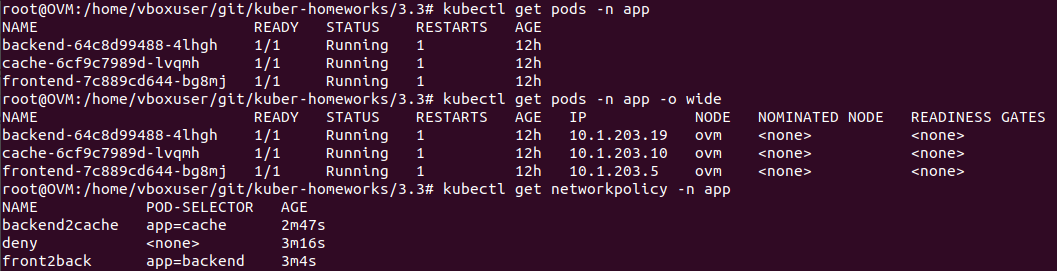 root@OVM:/home/vboxuser/git/kuber-homeworks/3.3# kubectl get pods -n app
NAME                        READY   STATUS    RESTARTS   AGE
backend-64c8d99488-4lhgh    1/1     Running   1          12h
cache-6cf9c7989d-lvqmh      1/1     Running   1          12h
frontend-7c889cd644-bg8mj   1/1     Running   1          12h
root@OVM:/home/vboxuser/git/kuber-homeworks/3.3# kubectl get pods -n app -o wide
NAME                        READY   STATUS    RESTARTS   AGE   IP            NODE   NOMINATED NODE   READINESS GATES
backend-64c8d99488-4lhgh    1/1     Running   1          12h   10.1.203.19   ovm    <none>           <none>
cache-6cf9c7989d-lvqmh      1/1     Running   1          12h   10.1.203.10   ovm    <none>           <none>
frontend-7c889cd644-bg8mj   1/1     Running   1          12h   10.1.203.5    ovm    <none>           <none>
root@OVM:/home/vboxuser/git/kuber-homeworks/3.3# kubectl get networkpolicy -n app
NAME            POD-SELECTOR   AGE
backend2cache   app=cache      2m47s
deny            <none>         3m16s
front2back      app=backend    3m4s